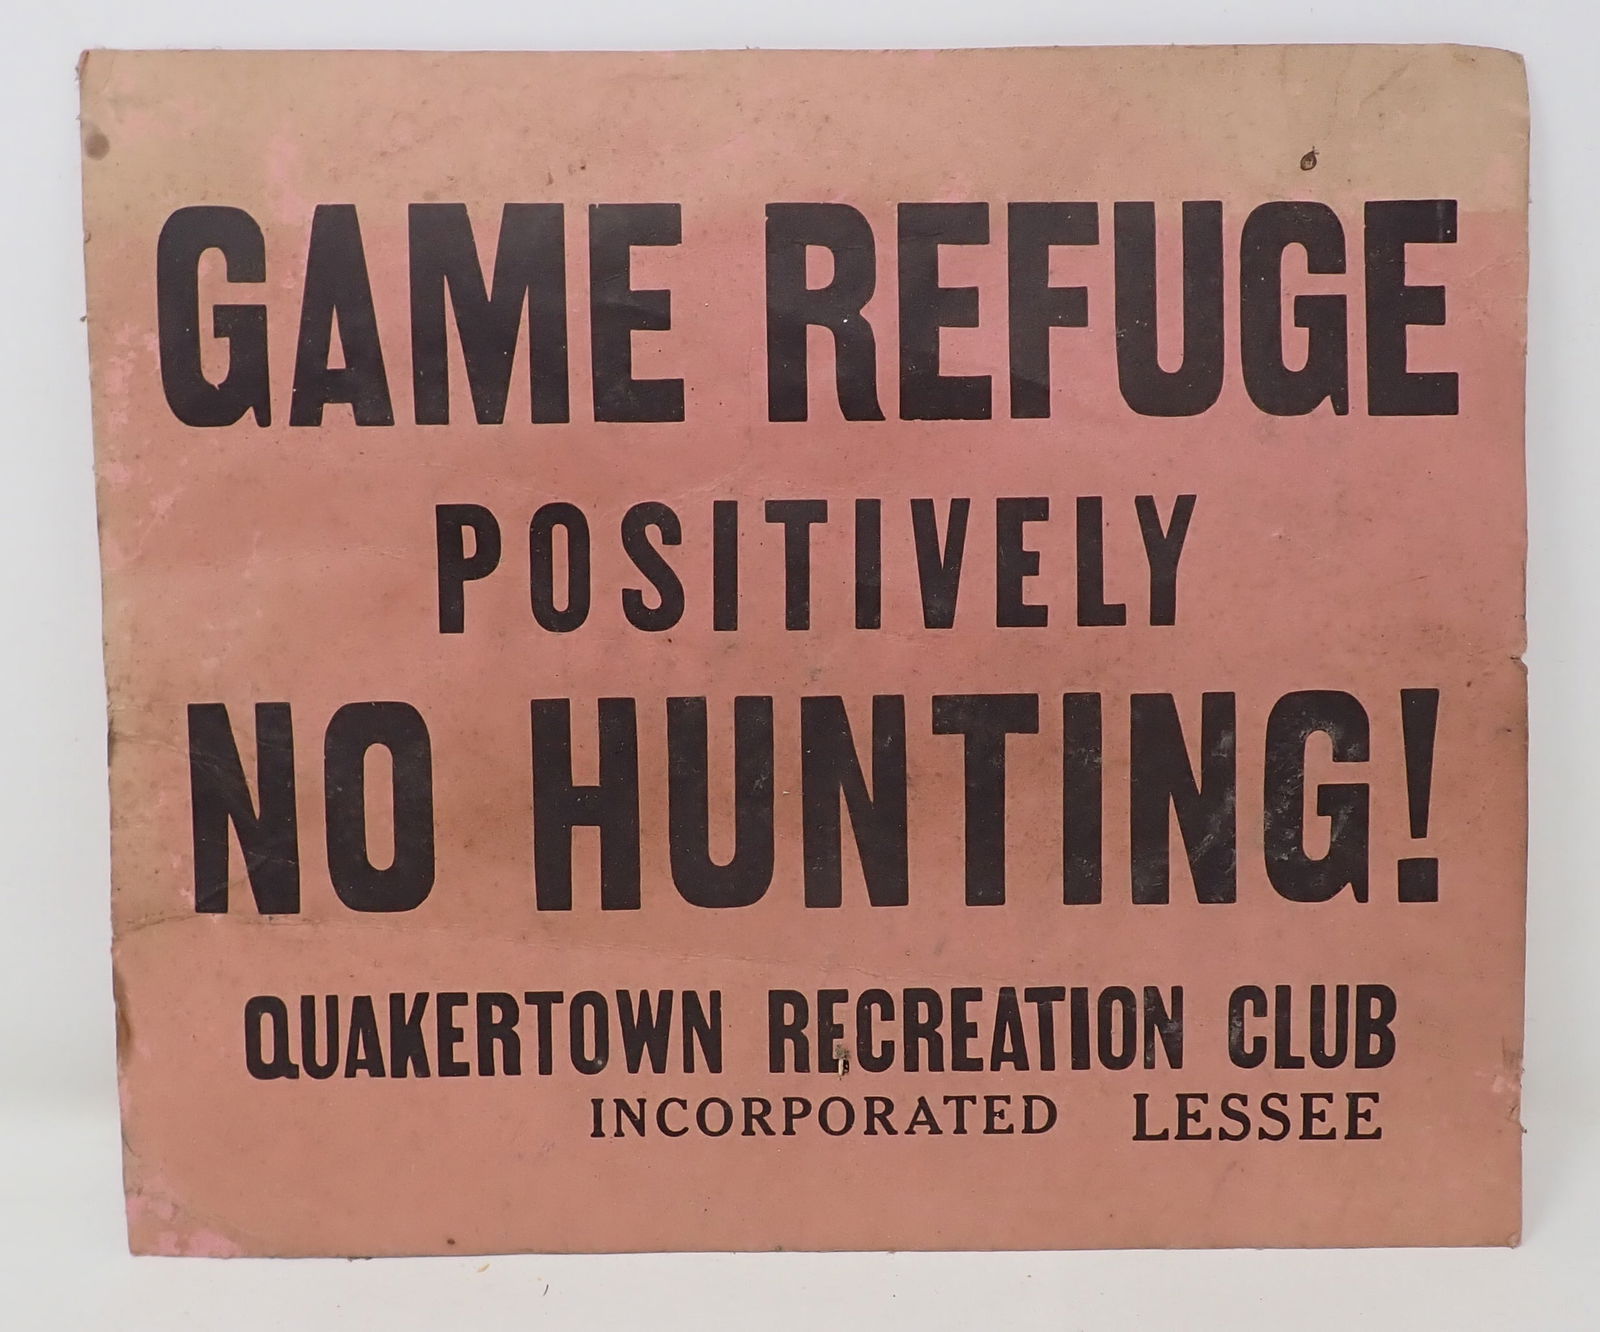 GAME REFUGE
POSITIVELY
NO HUNTING!
QUAKERTOWN RECREATION CLUB
INCORPORATED LESSEE